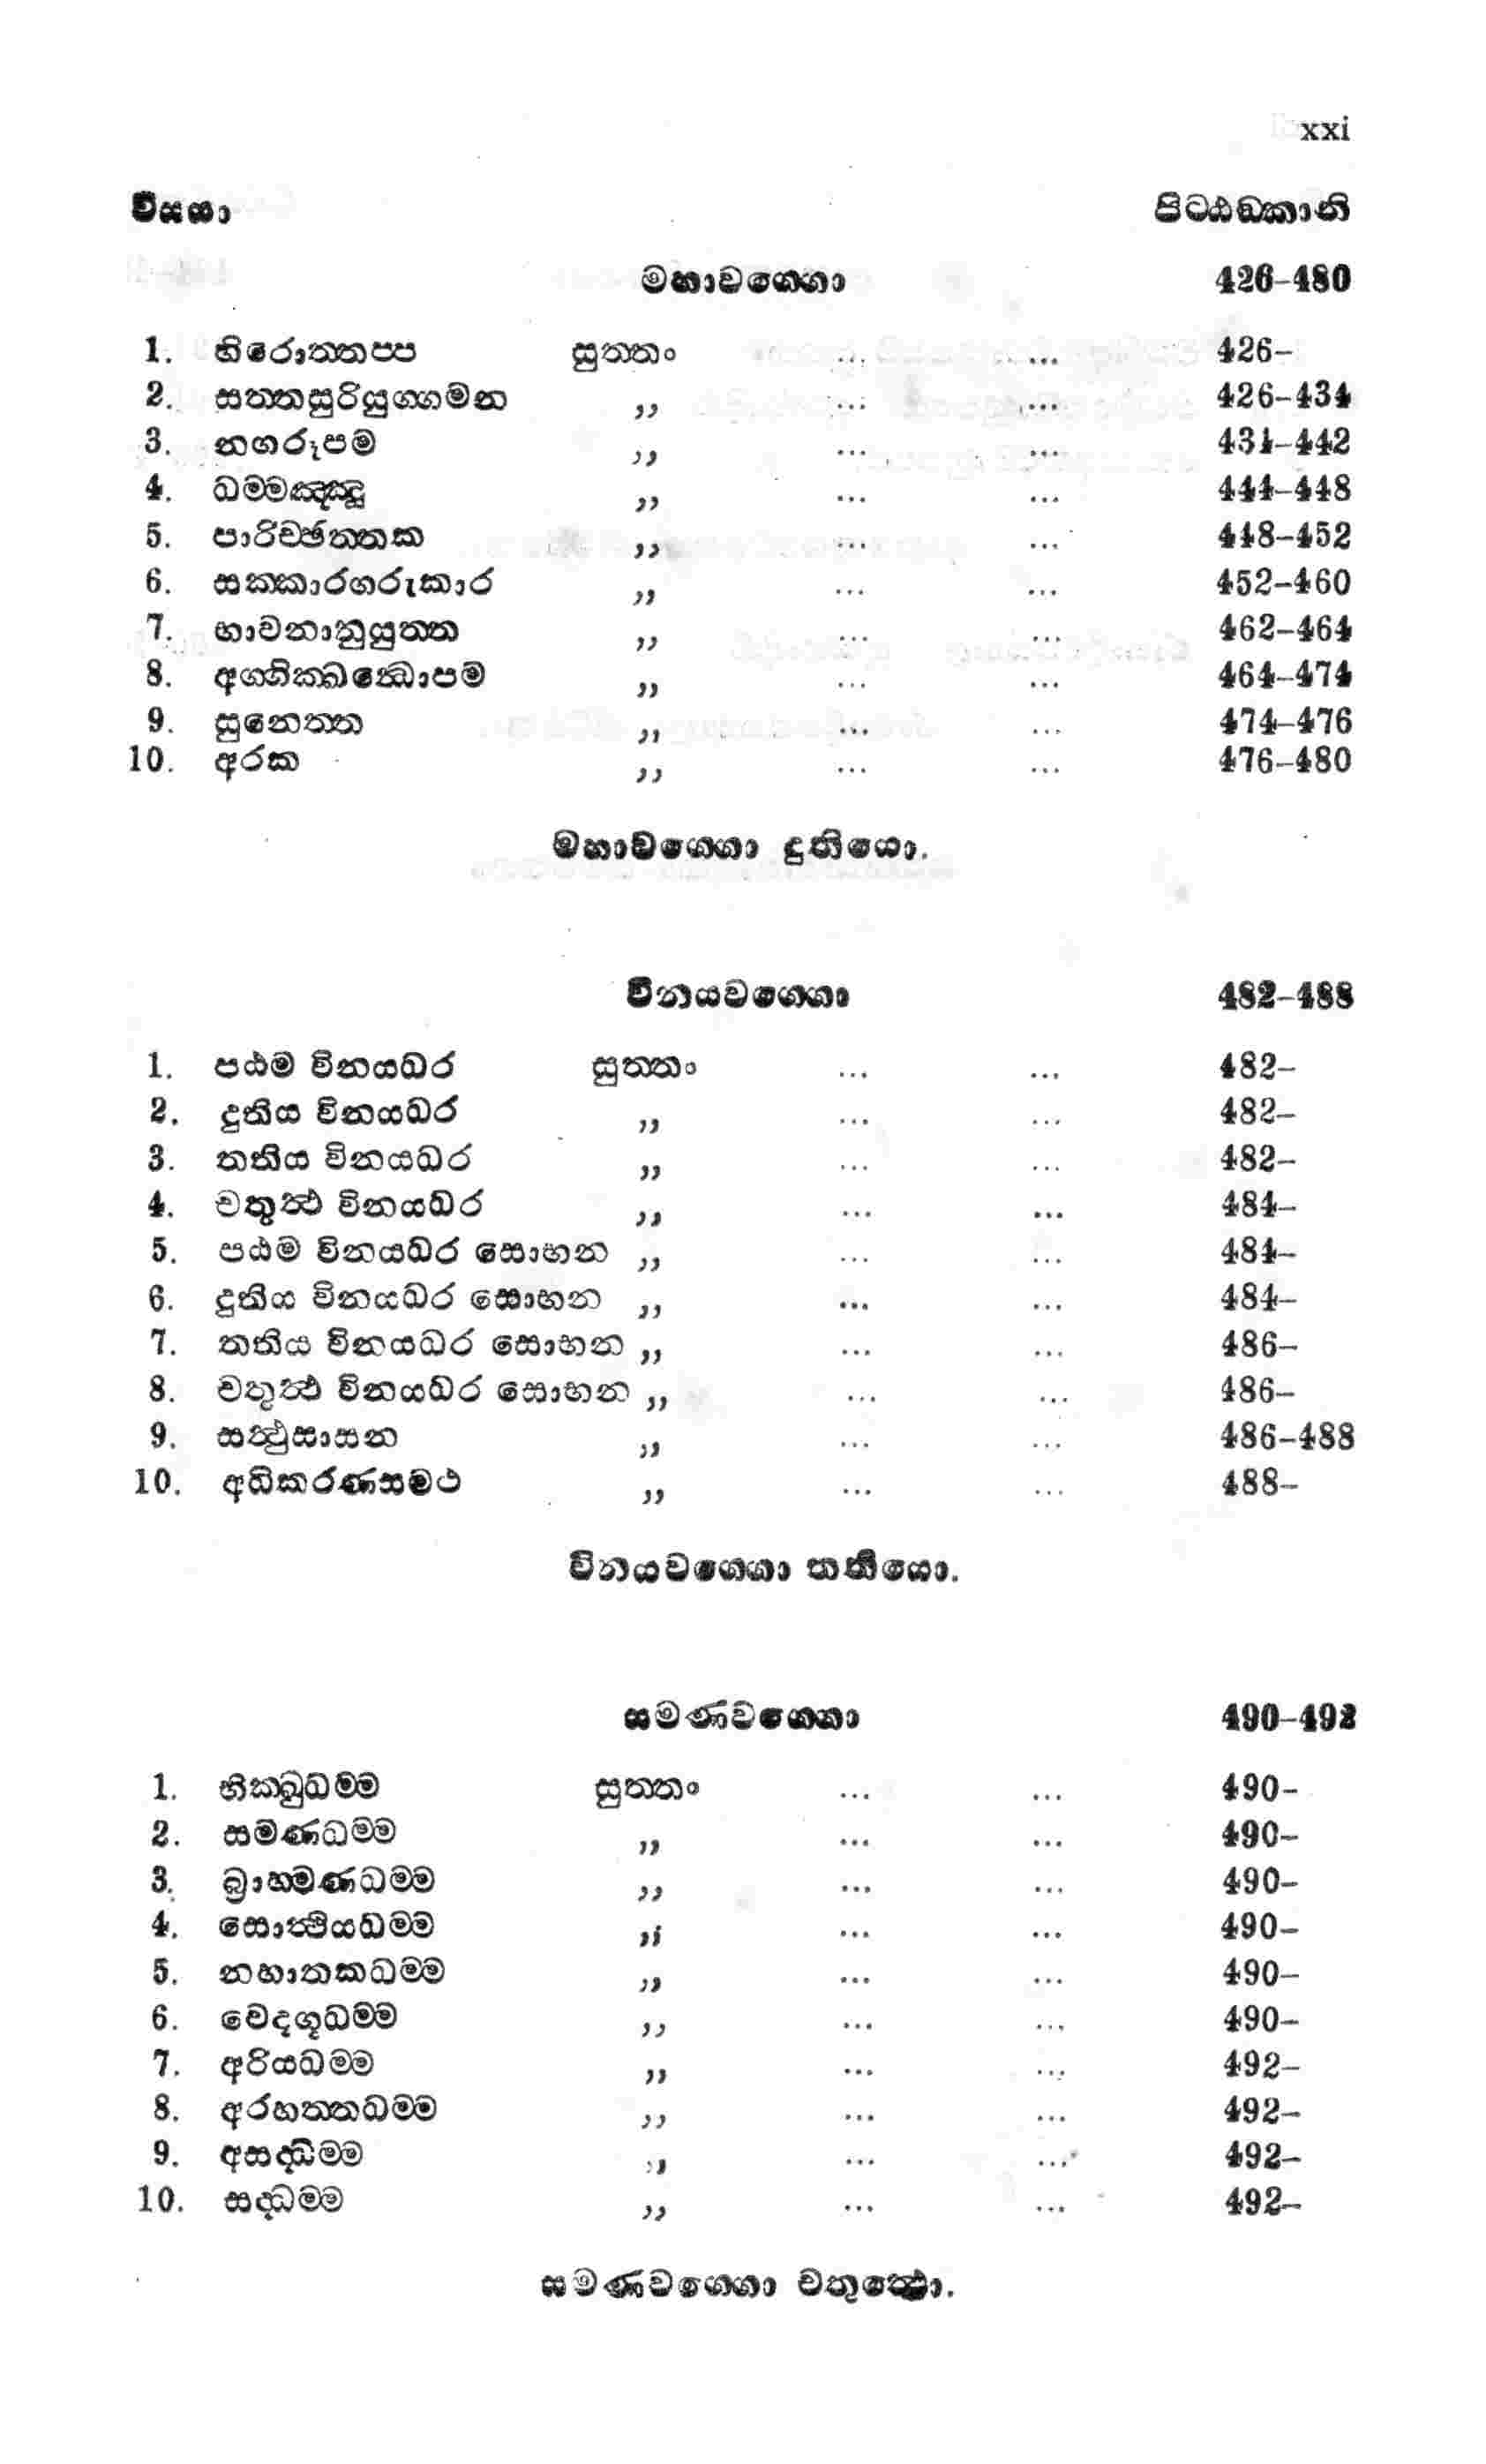 xxi
විසයා පිට්ඨඞ්කානි
මහාවග්ගො 426-480
1. හිරොත්තප්ප සුත්තං ... ... 426-
2. සත්තසුරියුග්ගමන ,, ... ... 426-434
3. නගරූපම ,, ... ... 434-442
4. ධම්මඤ්ඤූ ,, ... ... 444-448
5. පාරිච්ඡත්තක ,, ... ... 448-452
6. සක්කාරගරුකාර ,, ... ... 452-460
7. භාවනානුයුත්ත ,, ... ... 462-464
8. අග්ගික්ඛන්ධොපම ,, ... ... 464-474
9. සුනෙත්ත ,, ... ... 474-476
10. අරක ,, ... ... 476-480
මහාවග්ගො දුතියො.
විනයවග්ගො 482-488
1. පඨම විනයධර සුත්තං ... ... 482-
2. දුතිය විනයධර ,, ... ... 482-
3. තතිය විනයධර ,, ... ... 482-
4. චතුත්ථ විනයධර ,, ... ... 484-
5. පඨම විනයධර සොභන ,, ... ... 484-
6. දුතිය විනයධර සොභන ,, ... ... 484-
7. තතිය විනයධර සොභන ,, ... ... 486-
8. චතුත්ථ විනයධර සොභන ,, ... ... 486-
9. සත්ථුසාසන ,, ... ... 486-488
10. අධිකරණසමථ ,, ... ... 488-
විනයවග්ගො තතියො.
සමණවග්ගො 490-492
1. භික්ඛුධම්ම සුත්තං ... ... 490-
2. සමණධම්ම ,, ... ... 490-
3. බ්‍රාහ්මණධම්ම ,, ... ... 490-
4. සොත්ථියධම්ම ,, ... ... 490-
5. නහාතකධම්ම ,, ... ... 490-
6. වෙදගූධම්ම ,, ... ... 490-
7. අරියධම්ම ,, ... ... 492-
8. අරහත්තධම්ම ,, ... ... 492-
9. අසද්ධිම්ම ,, ... ... 492-
10. සද්ධම්ම ,, ... ... 492-
සමණවග්ගො චතුත්ථො.